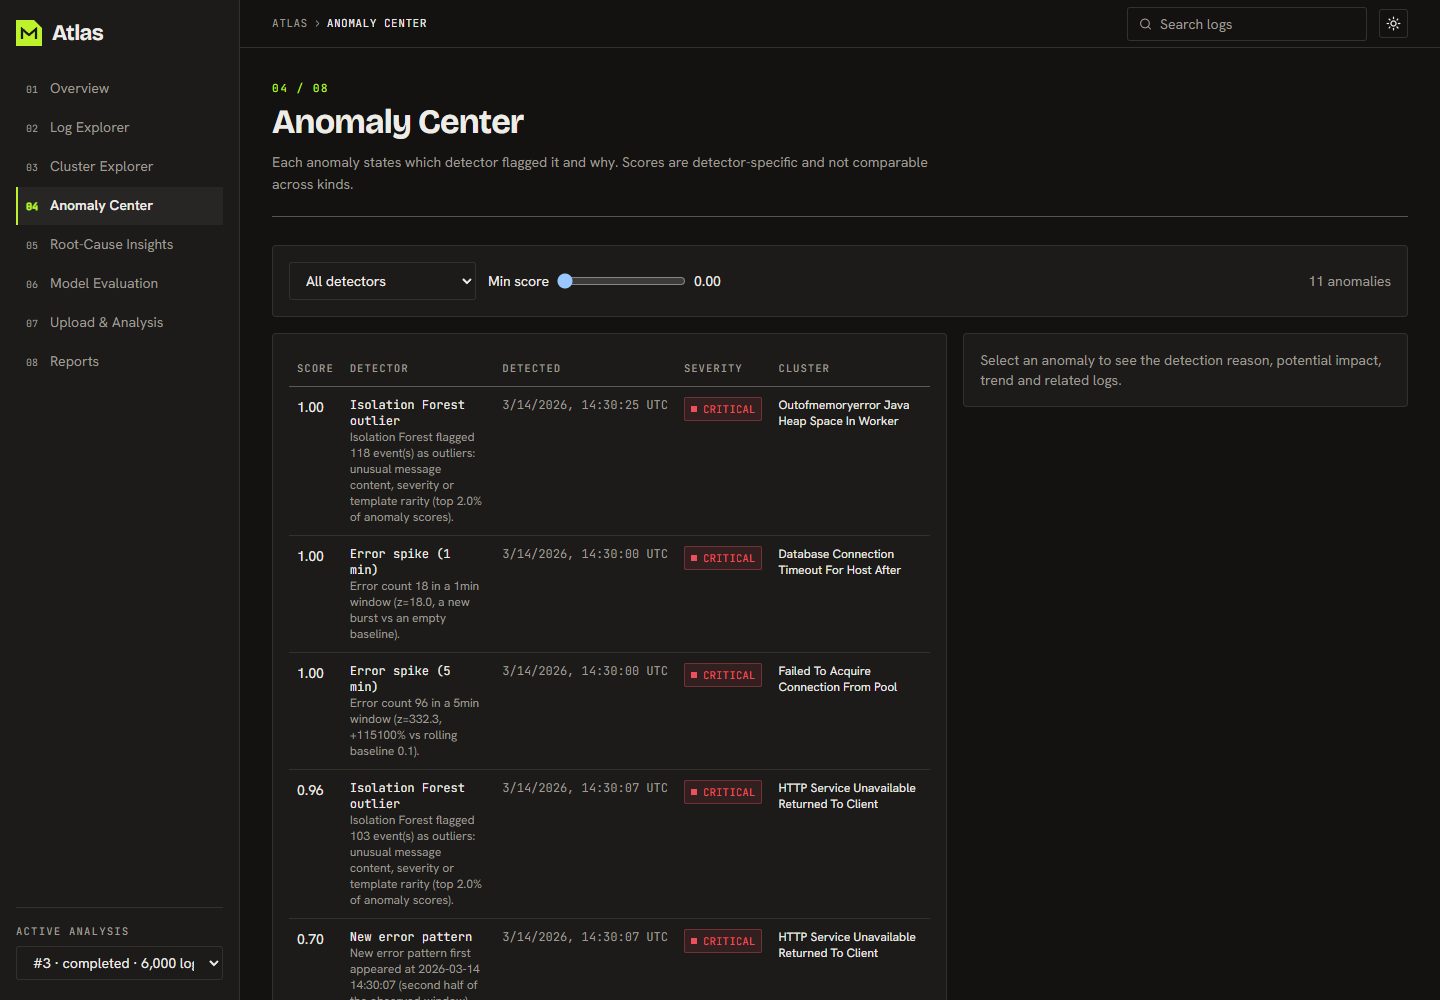 Atlas
01 Overview
02 Log Explorer
03 Cluster Explorer
04 Anomaly Center
05 Root-Cause Insights
06 Model Evaluation
07 Upload & Analysis
08 Reports
ACTIVE ANALYSIS
#3 · completed · 6,000 log
ATLAS > ANOMALY CENTER
Search logs
04 / 08
Anomaly Center
Each anomaly states which detector flagged it and why. Scores are detector-specific and not comparable
across kinds.
All detectors
Min score
0.00
11 anomalies
SCORE DETECTOR DETECTED SEVERITY CLUSTER
1.00
Isolation Forest
outlier
Isolation Forest flagged
118 event(s) as outliers:
unusual message
content, severity or
template rarity (top 2.0%
of anomaly scores).
3/14/2026, 14:30:25 UTC
CRITICAL
Outofmemoryerror Java
Heap Space In Worker
1.00
Error spike (1
min)
Error count 18 in a 1min
window (z=18.0, a new
burst vs an empty
baseline).
3/14/2026, 14:30:00 UTC
CRITICAL
Database Connection
Timeout For Host After
1.00
Error spike (5
min)
Error count 96 in a 5min
window (z=332.3,
+115100% vs rolling
baseline 0.1).
3/14/2026, 14:30:00 UTC
CRITICAL
Failed To Acquire
Connection From Pool
0.96
Isolation Forest
outlier
Isolation Forest flagged
103 event(s) as outliers:
unusual message
content, severity or
template rarity (top 2.0%
of anomaly scores).
3/14/2026, 14:30:07 UTC
CRITICAL
HTTP Service Unavailable
Returned To Client
0.70
New error pattern
New error pattern first
appeared at 2026-03-14
14:30:07 (second half of
the observed window)
3/14/2026, 14:30:07 UTC
CRITICAL
HTTP Service Unavailable
Returned To Client
Select an anomaly to see the detection reason, potential impact,
trend and related logs.